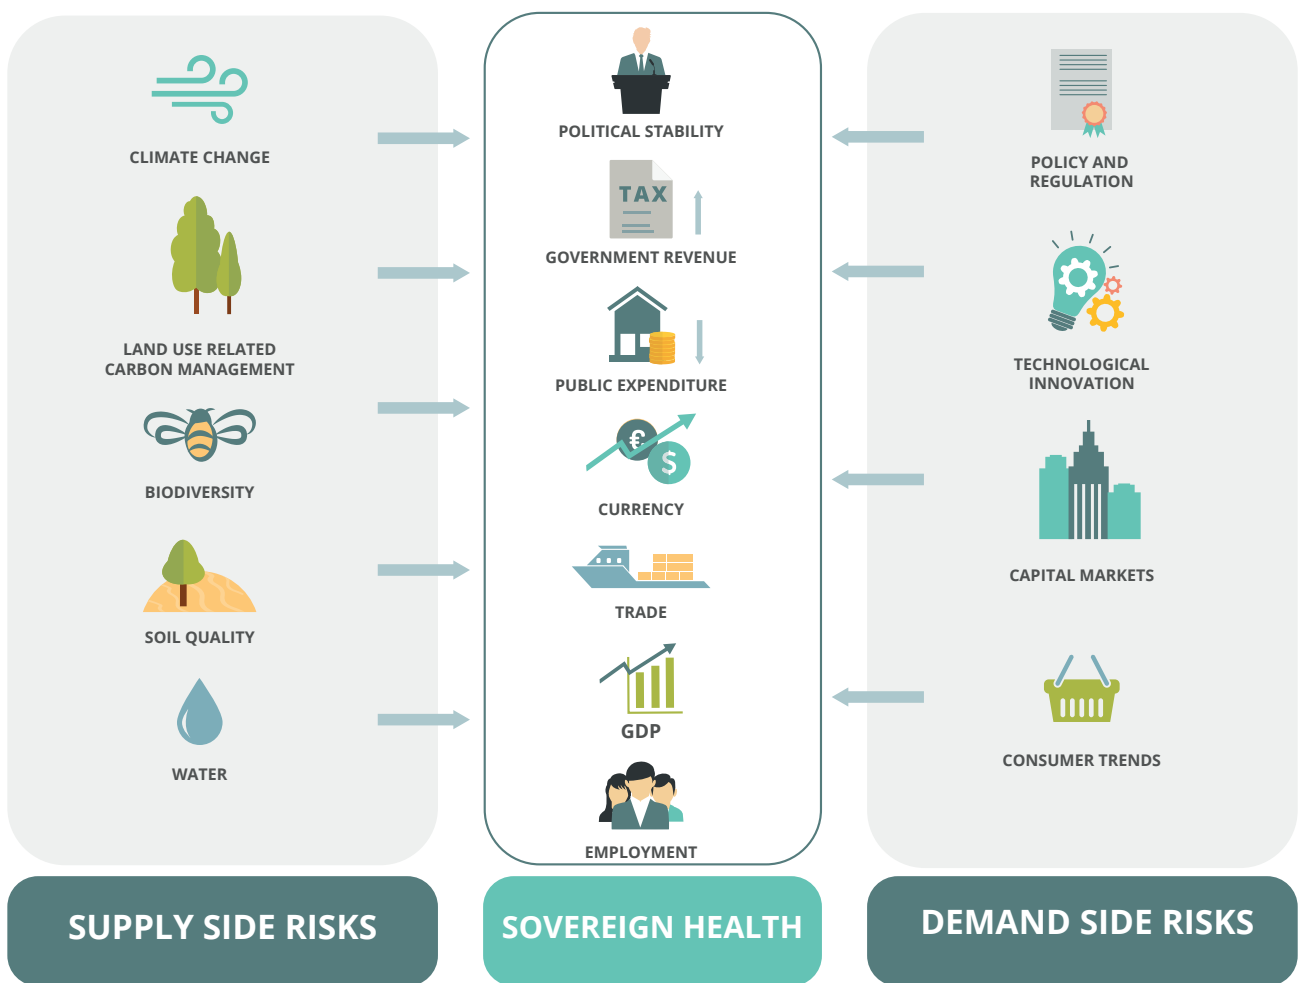 CLIMATE CHANGE
LAND USE RELATED
CARBON MANAGEMENT
BIODIVERSITY
SOIL QUALITY
WATER
SUPPLY SIDE RISKS
POLITICAL STABILITY
TAX
GOVERNMENT REVENUE
PUBLIC EXPENDITURE
€
$
CURRENCY
TRADE
GDP
EMPLOYMENT
SOVEREIGN HEALTH
POLICY AND
REGULATION
TECHNOLOGICAL
INNOVATION
CAPITAL MARKETS
CONSUMER TRENDS
DEMAND SIDE RISKS